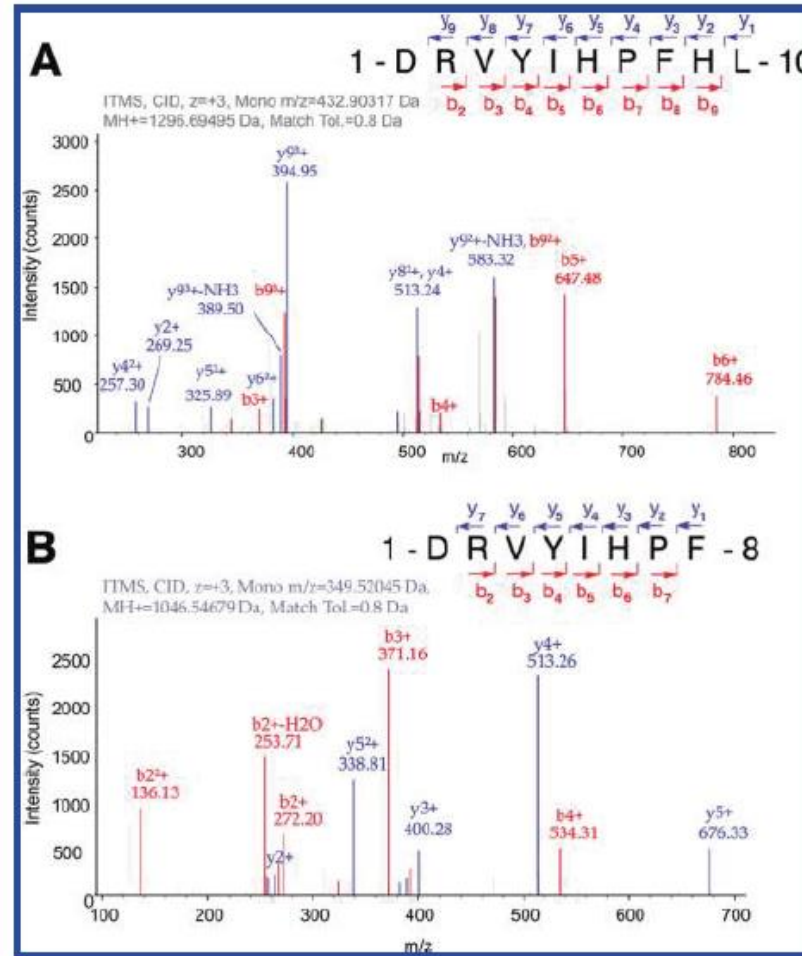 A
y₉ y₈ y₇ y₆ y₅ y₄ y₃ y₂ y₁
1 - D R V Y I H P F H L - 10
b₂ b₃ b₄ b₅ b₆ b₇ b₈ b₉
ITMS, CID, z=+3, Mono m/z=432.90317 Da
MH+=1296.69495 Da, Match Tol.=0.8 Da
Intensity (counts)
3000
2500
2000
1500
1000
500
0
y9³+
394.95
y9³+-NH3
389.50
b9³+
y2+
269.25
y4²+
257.30
325.89
b3+
y6²+
y8²+, y4+
513.24
b4+
y9²+-NH3, b9²+
583.32
b5+
647.48
b6+
784.46
300 400 500 600 700 800
m/z
B
y₇ y₆ y₅ y₄ y₃ y₂ y₁
1 - D R V Y I H P F - 8
b₂ b₃ b₄ b₅ b₆ b₇
ITMS, CID, z=+3, Mono m/z=349.52045 Da,
MH+=1046.54679 Da, Match Tol.=0.8 Da
Intensity (counts)
2500
2000
1500
1000
500
0
b2²+
136.13
b2+-H2O
253.71
b2+
272.20
y2+
y5²+
338.81
b3+
371.16
y3+
400.28
y4+
513.26
b4+
534.31
y5+
676.33
100 200 300 400 500 600 700
m/z